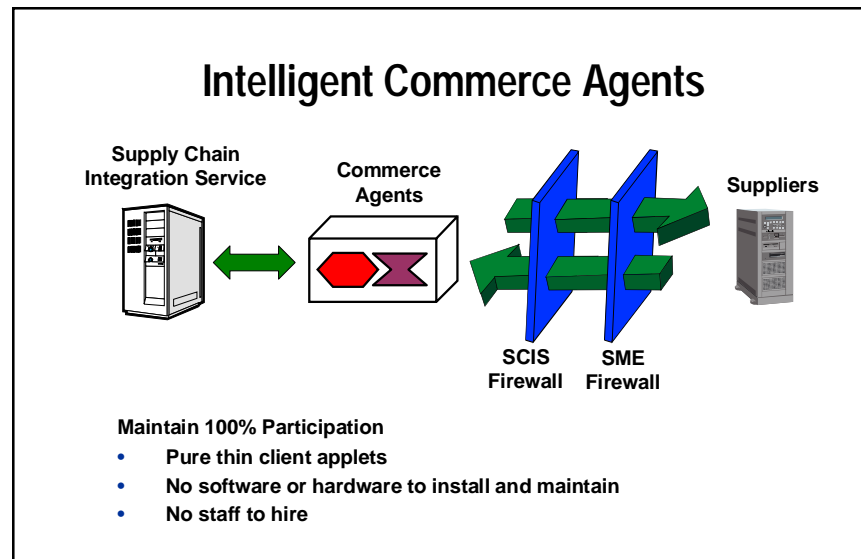 Intelligent Commerce Agents
Supply Chain
Integration Service
Commerce
Agents
Suppliers
SCIS
Firewall
SME
Firewall
Maintain 100% Participation
• Pure thin client applets
• No software or hardware to install and maintain
• No staff to hire